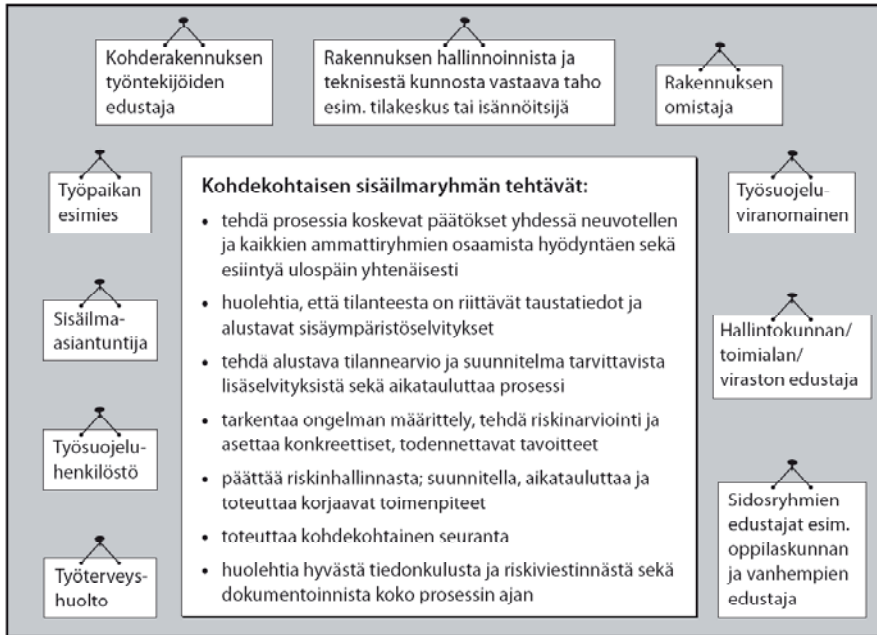 Kohderakennuksen
työntekijöiden
edustaja
Rakennuksen hallinnoinnista ja
teknisestä kunnosta vastaava taho
esim. tilakeskus tai isännöitsijä
Rakennuksen
omistaja
Työpaikan
esimies
Sisäilma-
asiantuntija
Työsuojelu-
henkilöstö
Työterveys-
huolto
Kohdekohtaisen sisäilmaryhmän tehtävät:
• tehdä prosessia koskevat päätökset yhdessä neuvotellen
ja kaikkien ammattiryhmien osaamista hyödyntäen sekä
esiintyä ulospäin yhtenäisesti
• huolehtia, että tilanteesta on riittävät taustatiedot ja
alustavat sisäympäristöselvitykset
• tehdä alustava tilannearvio ja suunnitelma tarvittavista
lisäselvityksistä sekä aikatauluttaa prosessi
• tarkentaa ongelman määrittely, tehdä riskinarviointi ja
asettaa konkreettiset, todennettavat tavoitteet
• päättää riskinhallinnasta; suunnitella, aikatauluttaa ja
toteuttaa korjaavat toimenpiteet
• toteuttaa kohdekohtainen seuranta
• huolehtia hyvästä tiedonkulusta ja riskiviestinnästä sekä
dokumentoinnista koko prosessin ajan
Työsuojelu-
viranomainen
Hallintokunnan/
toimialan/
viraston edustaja
Sidosryhmien
edustajat esim.
oppilaskunnan
ja vanhempien
edustaja